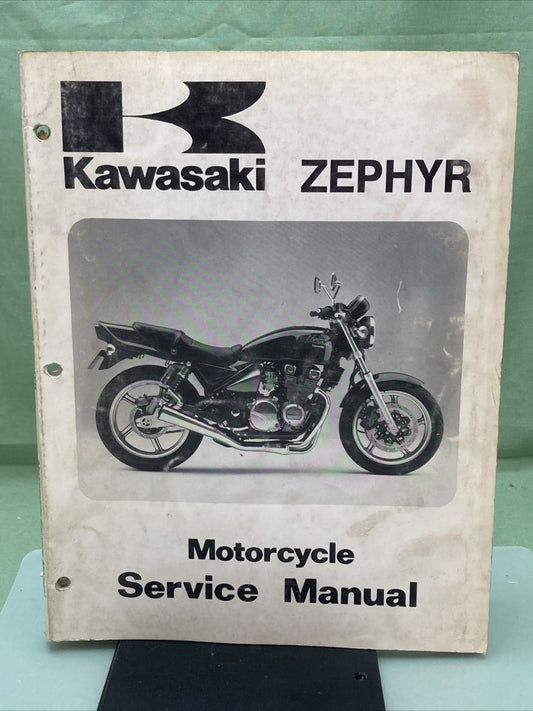 Kawasaki ZEPHYR
Motorcycle
Service Manual